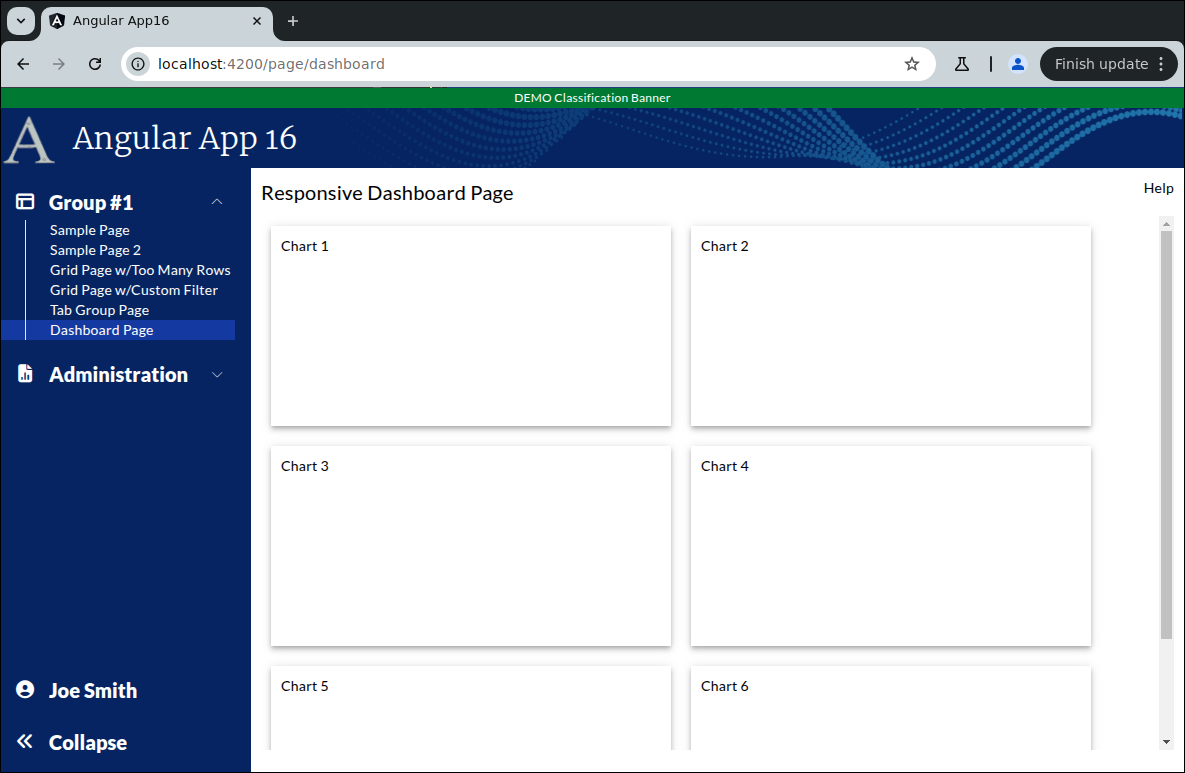 Angular App16
localhost:4200/page/dashboard
Finish update
DEMO Classification Banner
A Angular App 16
Group #1
Sample Page
Sample Page 2
Grid Page w/Too Many Rows
Grid Page w/Custom Filter
Tab Group Page
Dashboard Page
Administration
Joe Smith
Collapse
Responsive Dashboard Page
Help
Chart 1
Chart 2
Chart 3
Chart 4
Chart 5
Chart 6